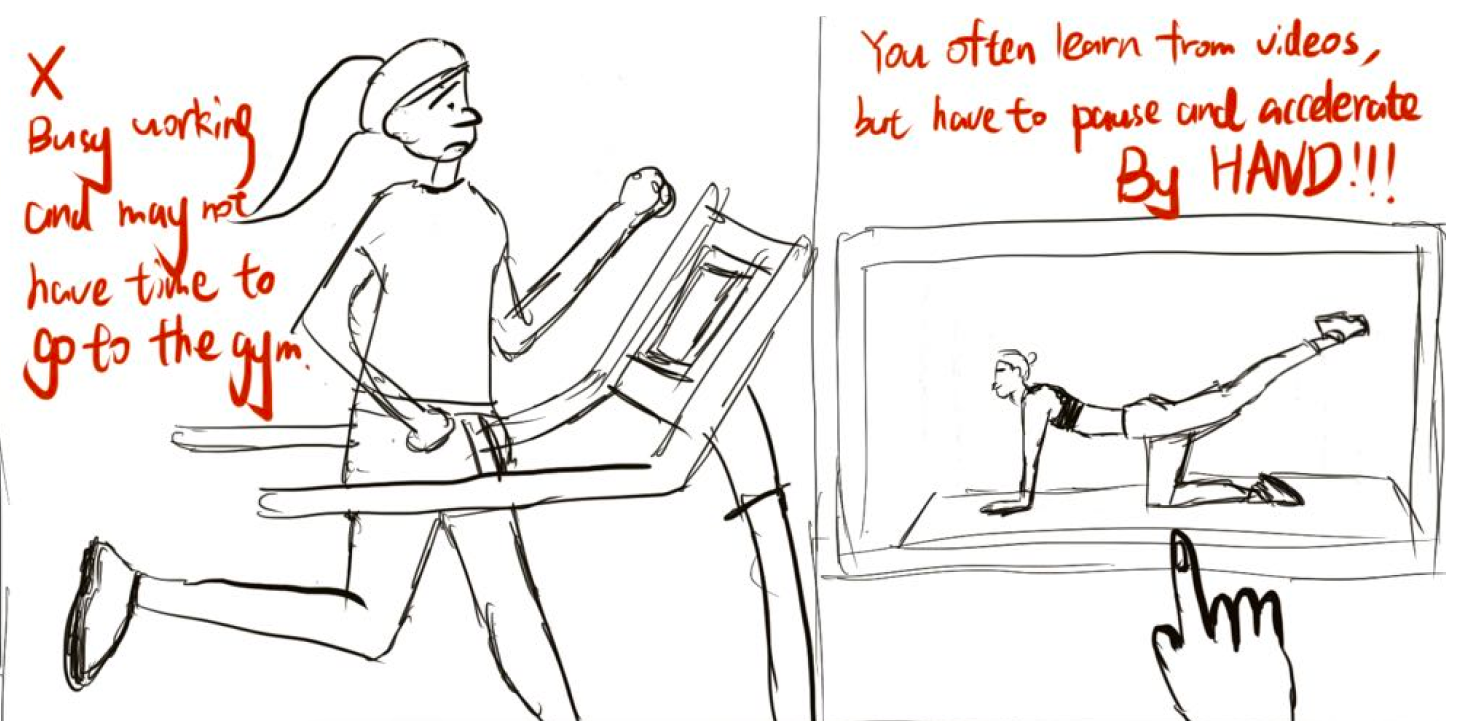 X
Busy working
and may not
have time to
go to the gym.
You often learn from videos,
but have to pause and accelerate
By HAND!!!